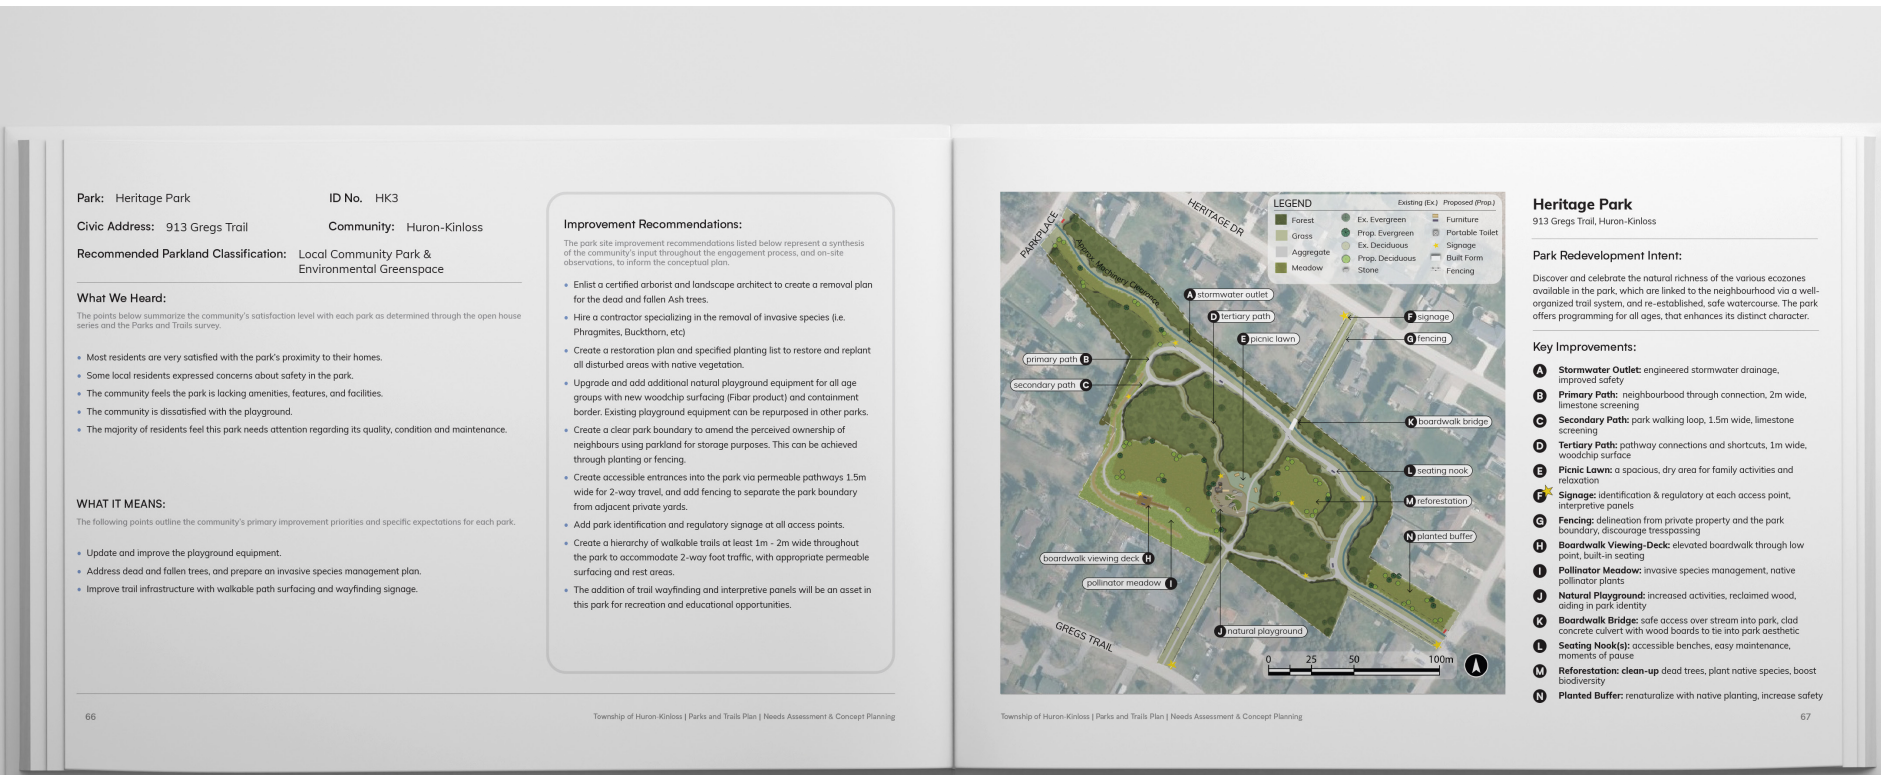 Park: Heritage Park
ID No. HK3
Civic Address: 913 Gregs Trail
Community: Huron-Kinloss
Recommended Parkland Classification: Local Community Park &
Environmental Greenspace
What We Heard:
The points below summarize the community's satisfaction level with each park as determined through the open house
series and the Parks and Trails survey.
• Most residents are very satisfied with the park's proximity to their homes.
• Some local residents expressed concerns about safety in the park.
• The community feels the park is lacking amenities, features, and facilities.
• The community is dissatisfied with the playground.
• The majority of residents feel this park needs attention regarding its quality, condition and maintenance.
WHAT IT MEANS:
The following points outline the community's primary improvement priorities and specific expectations for each park.
• Update and improve the playground equipment.
• Address dead and fallen trees, and prepare an invasive species management plan.
• Improve trail infrastructure with walkable path surfacing and wayfinding signage.
Improvement Recommendations:
The park site improvement recommendations listed below represent a synthesis
of the community's input throughout the engagement process, and on-site
observations, to inform the conceptual plan.
• Enlist a certified arborist and landscape architect to create a removal plan
for the dead and fallen Ash trees.
• Hire a contractor specializing in the removal of invasive species (i.e.
Phragmites, Buckthorn, etc)
• Create a restoration plan and specified planting list to restore and replant
all disturbed areas with native vegetation.
• Upgrade and add additional natural playground equipment for all age
groups with new woodchip surfacing (Fibar product) and containment
border. Existing playground equipment can be repurposed in other parks.
• Create a clear park boundary to amend the perceived ownership of
neighbours using parkland for storage purposes. This can be achieved
through planting or fencing.
• Create accessible entrances into the park via permeable pathways 1.5m
wide for 2-way travel, and add fencing to separate the park boundary
from adjacent private yards.
• Add park identification and regulatory signage at all access points.
• Create a hierarchy of walkable trails at least 1m - 2m wide throughout
the park to accommodate 2-way foot traffic, with appropriate permeable
surfacing and rest areas.
• The addition of trail wayfinding and interpretive panels will be an asset in
this park for recreation and educational opportunities.
66
Township of Huron-Kinloss | Parks and Trails Plan | Needs Assessment & Concept Planning
PARKPLACE
HERITAGE DR
Approx. Machinery Clearance
LEGEND
Existing (Ex.) Proposed (Prop.)
Forest
Grass
Aggregate
Meadow
Ex. Evergreen
Prop. Evergreen
Ex. Deciduous
Prop. Deciduous
Stone
Furniture
Portable Toilet
Signage
Built Form
Fencing
A stormwater outlet
D tertiary path
E picnic lawn
F signage
G fencing
primary path B
secondary path C
K boardwalk bridge
L seating nook
M reforestation
N planted buffer
boardwalk viewing deck H
pollinator meadow I
J natural playground
GREGS TRAIL
0 25 50 100m
Township of Huron-Kinloss | Parks and Trails Plan | Needs Assessment & Concept Planning
Heritage Park
913 Gregs Trail, Huron-Kinloss
Park Redevelopment Intent:
Discover and celebrate the natural richness of the various ecozones
available in the park, which are linked to the neighbourhood via a well-
organized trail system, and re-established, safe watercourse. The park
offers programming for all ages, that enhances its distinct character.
Key Improvements:
A Stormwater Outlet: engineered stormwater drainage,
improved safety
B Primary Path: neighbourbood through connection, 2m wide,
limestone screening
C Secondary Path: park walking loop, 1.5m wide, limestone
screening
D Tertiary Path: pathway connections and shortcuts, 1m wide,
woodchip surface
E Picnic Lawn: a spacious, dry area for family activities and
relaxation
F Signage: identification & regulatory at each access point,
interpretive panels
G Fencing: delineation from private property and the park
boundary, discourage tresspassing
H Boardwalk Viewing-Deck: elevated boardwalk through low
point, built-in seating
I Pollinator Meadow: invasive species management, native
pollinator plants
J Natural Playground: increased activities, reclaimed wood,
aiding in park identity
K Boardwalk Bridge: safe access over stream into park, clad
concrete culvert with wood boards to tie into park aesthetic
L Seating Nook(s): accessible benches, easy maintenance,
moments of pause
M Reforestation: clean-up dead trees, plant native species, boost
biodiversity
N Planted Buffer: renaturalize with native planting, increase safety
67